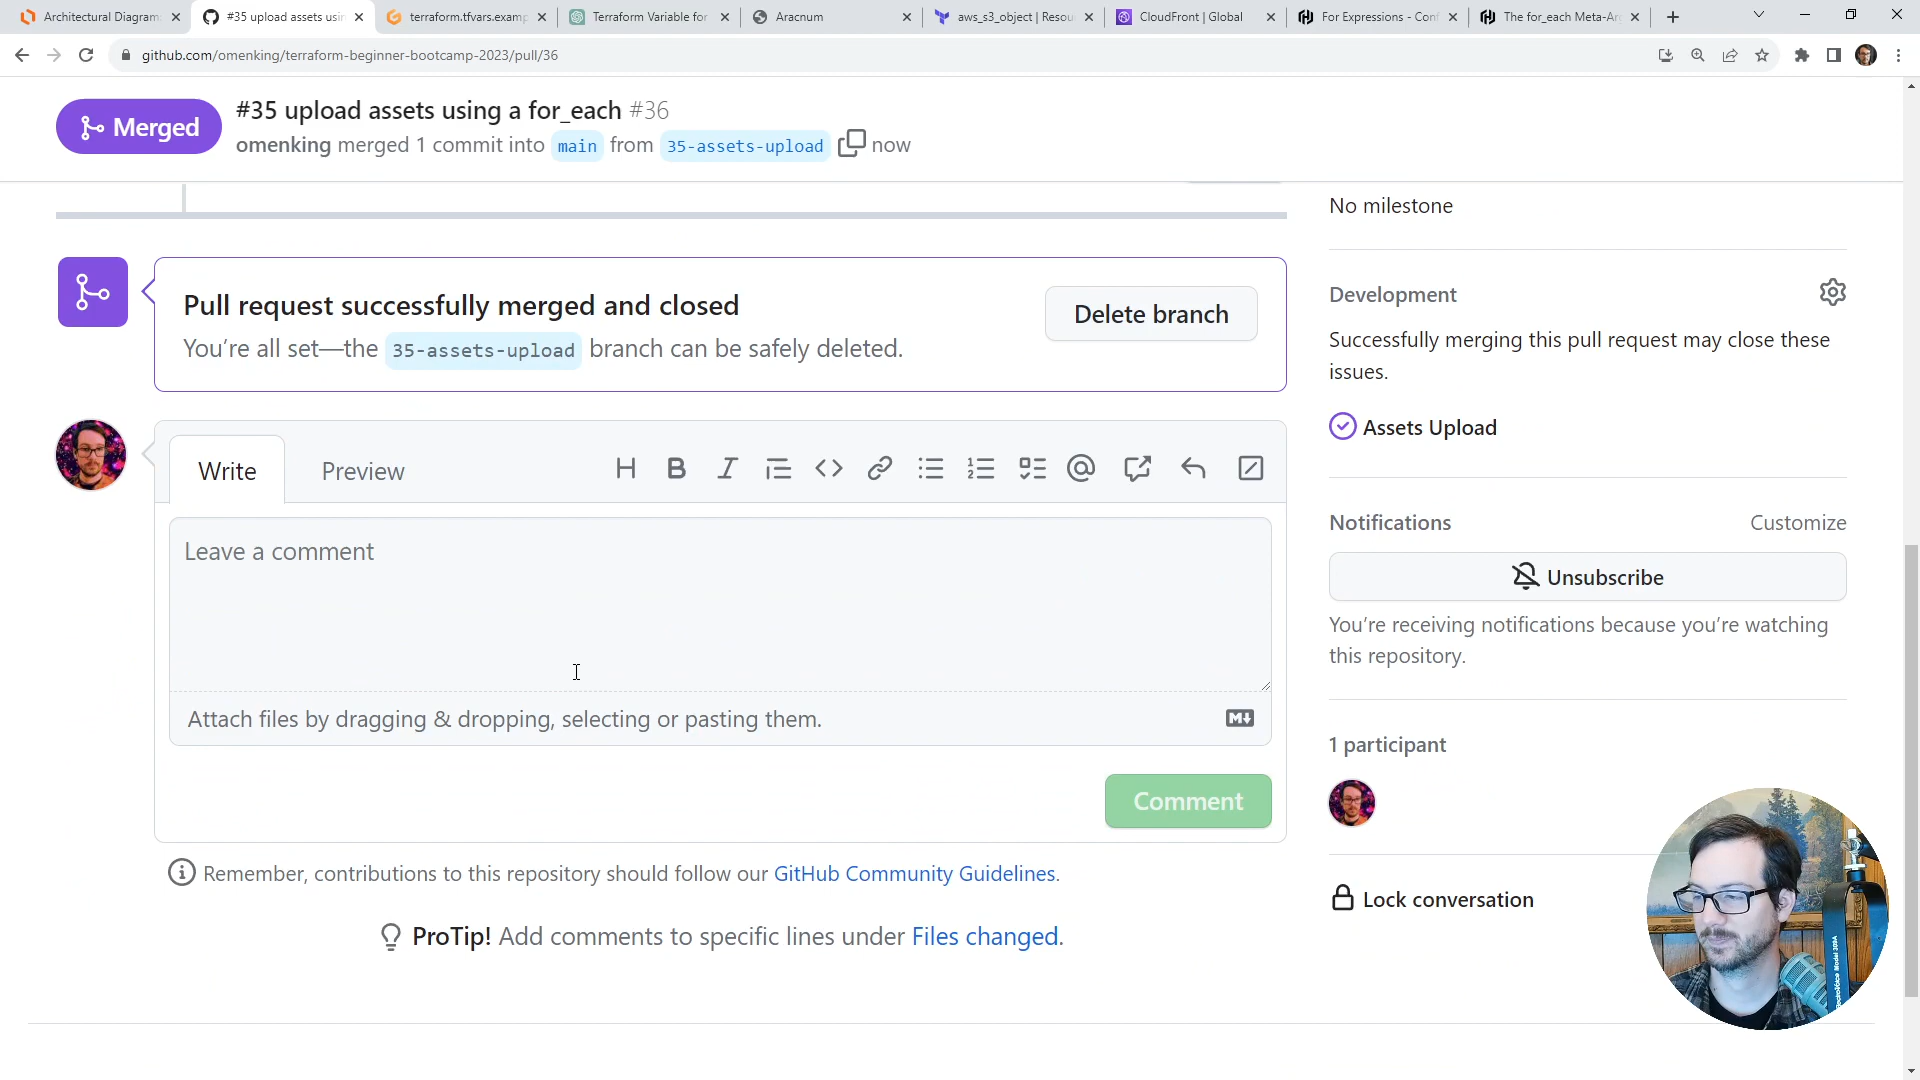 Architectural Diagram
#35 upload assets usin
terraform.tfvars.examp
Terraform Variable for
Aracnum
aws_s3_object | Resou
CloudFront | Global
For Expressions - Conf
The for_each Meta-Ar
github.com/omenking/terraform-beginner-bootcamp-2023/pull/36
Merged
#35 upload assets using a for_each #36
omenking merged 1 commit into main from 35-assets-upload now
No milestone
Pull request successfully merged and closed
You're all set—the 35-assets-upload branch can be safely deleted.
Delete branch
Development
Successfully merging this pull request may close these
issues.
Assets Upload
Write
Preview
Leave a comment
Attach files by dragging & dropping, selecting or pasting them.
Comment
Notifications
Customize
Unsubscribe
You're receiving notifications because you're watching
this repository.
1 participant
Lock conversation
Remember, contributions to this repository should follow our GitHub Community Guidelines.
ProTip! Add comments to specific lines under Files changed.